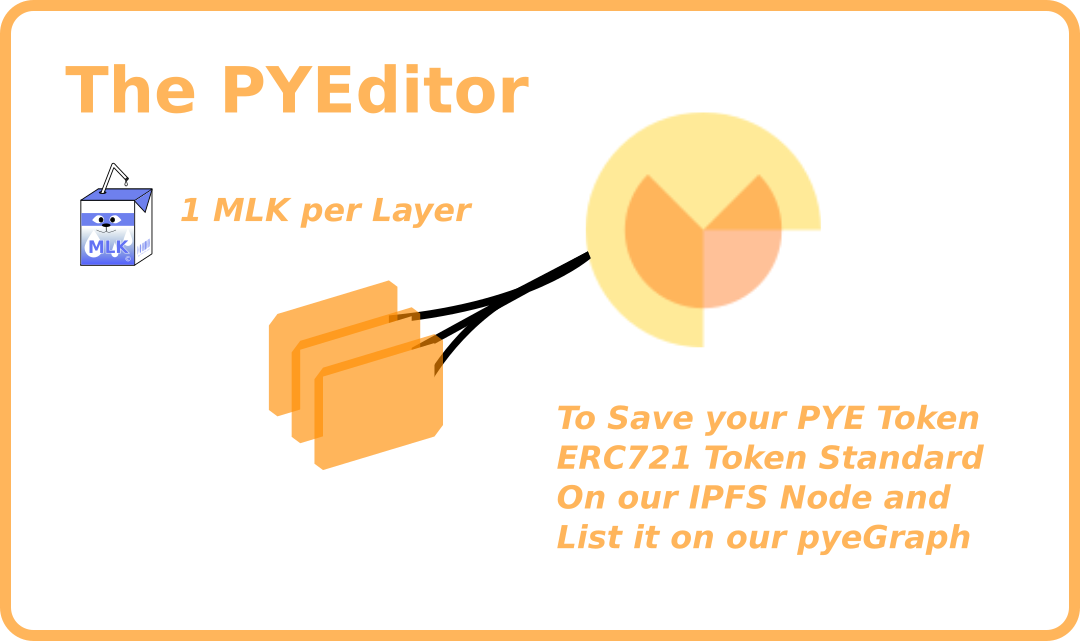 The PYEditor
1 MLK per Layer
MLK
©
To Save your PYE Token
ERC721 Token Standard
On our IPFS Node and
List it on our pyeGraph